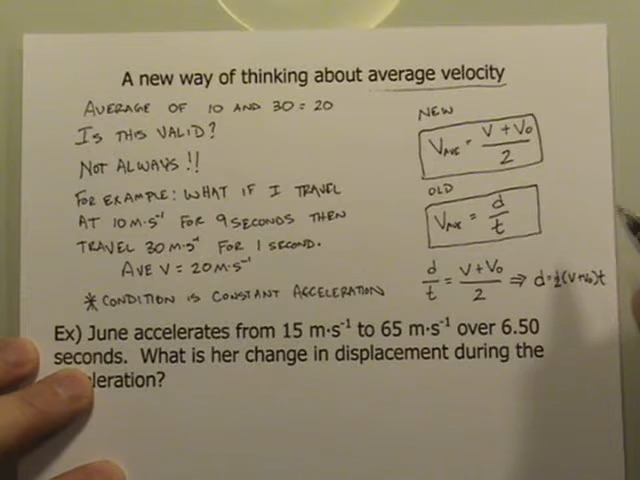 A new way of thinking about average velocity
AVERAGE OF 10 AND 30 = 20
IS THIS VALID?
NOT ALWAYS!!
FOR EXAMPLE: WHAT IF I TRAVEL
AT 10 M·S⁻¹ FOR 9 SECONDS THEN
TRAVEL 30 M·S⁻¹ FOR 1 SECOND.
AVE V = 20 M·S⁻¹
*CONDITION IS CONSTANT ACCELERATION
NEW
V_AVE = (V + V₀)/2
OLD
V_AVE = d/t
d/t = (V + V₀)/2 ⇒ d = ½(V+V₀)t
Ex) June accelerates from 15 m·s⁻¹ to 65 m·s⁻¹ over 6.50
seconds. What is her change in displacement during the
leration?